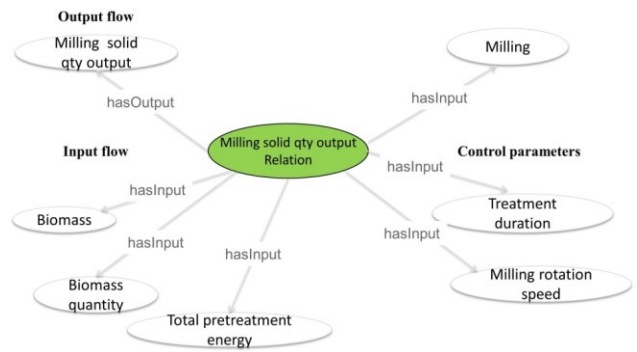 Output flow
Milling solid
qty output
Milling
hasOutput
hasInput
Milling solid qty output
Relation
Input flow
Control parameters
hasInput
hasInput
Biomass
Treatment
duration
hasInput
hasInput
hasInput
Biomass
quantity
Milling rotation
speed
Total pretreatment
energy